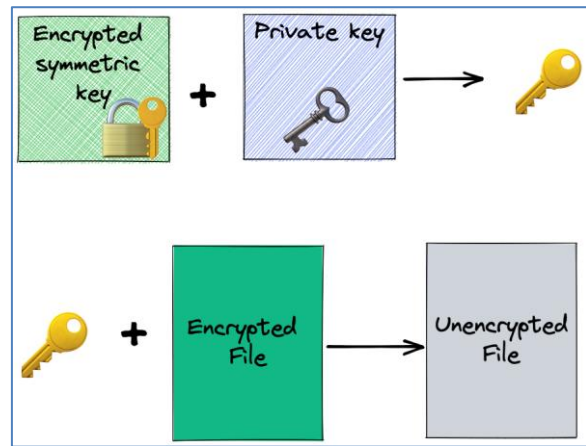 Encrypted
symmetric
key
+
Private key
+
Encrypted
File
Unencrypted
File